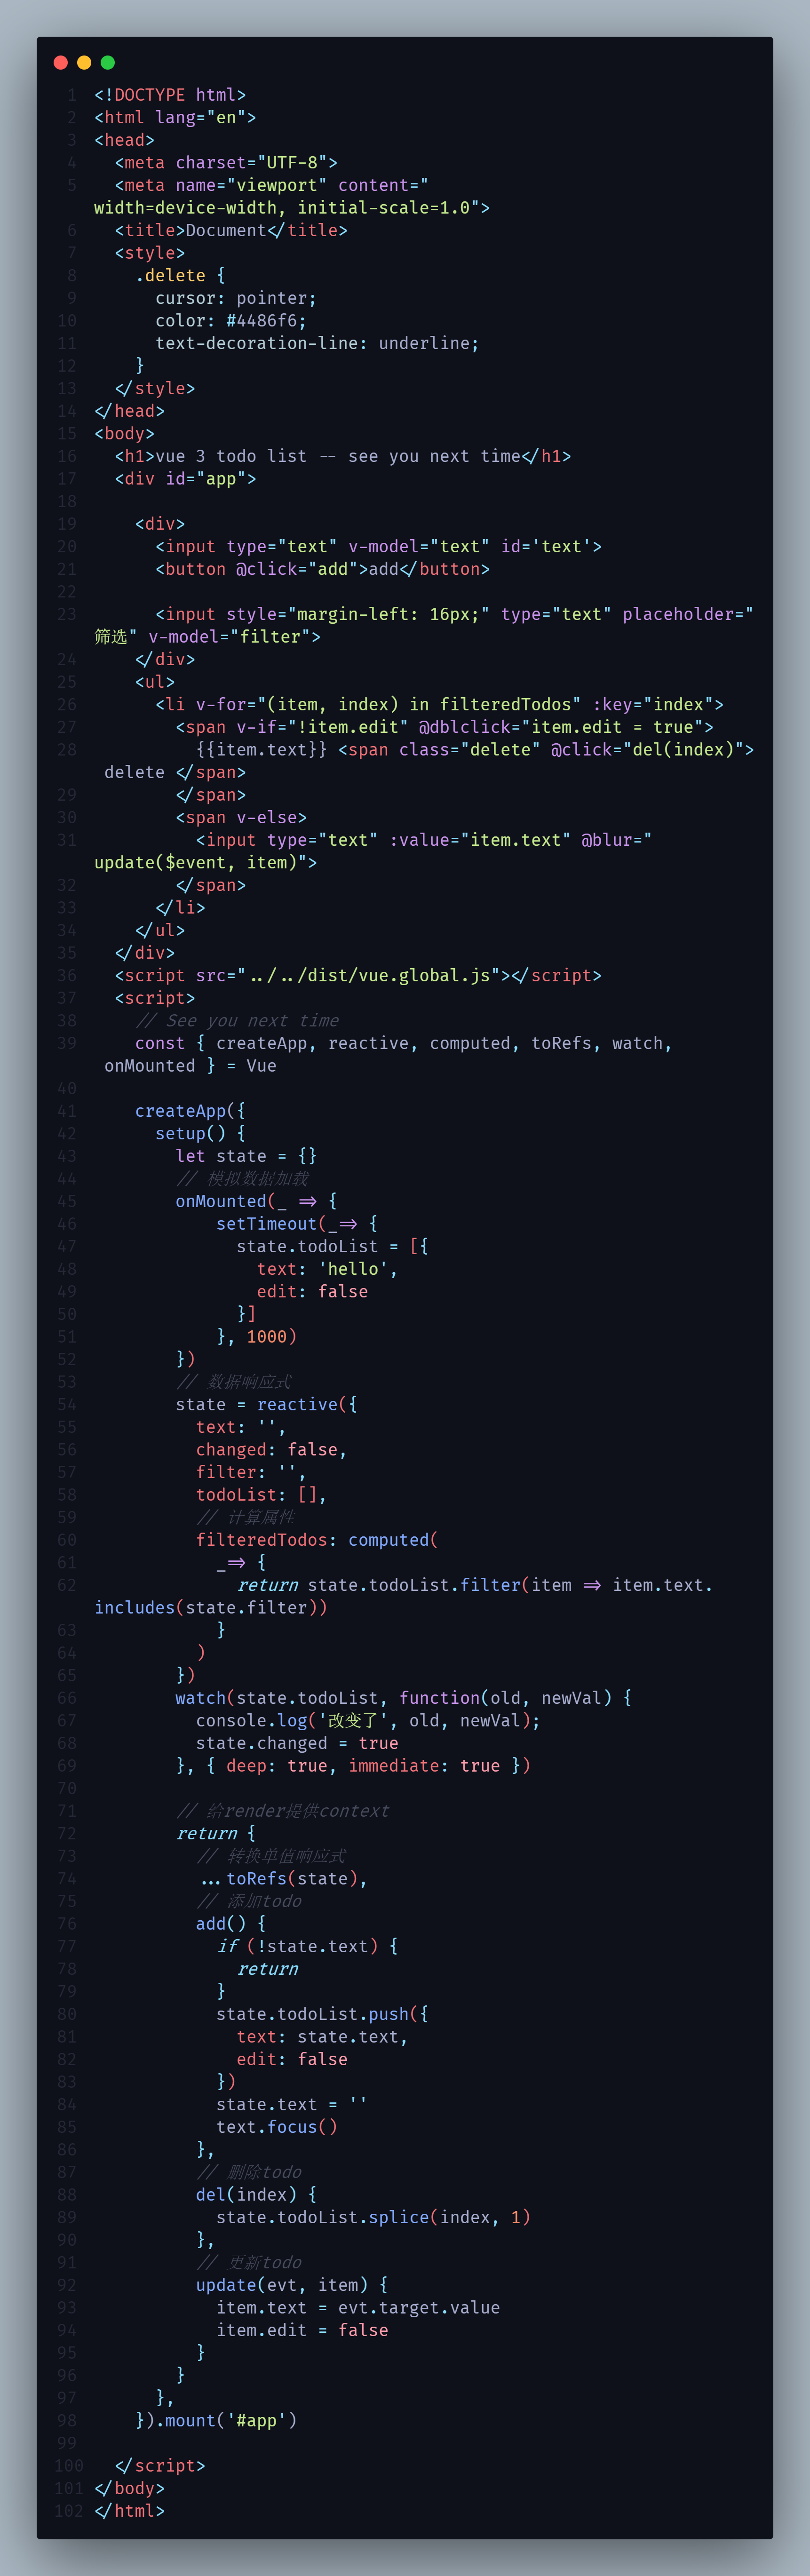 1 <!DOCTYPE html>
2 <html lang="en">
3 <head>
4   <meta charset="UTF-8">
5   <meta name="viewport" content="
width=device-width, initial-scale=1.0">
6   <title>Document</title>
7   <style>
8     .delete {
9       cursor: pointer;
10       color: #4486f6;
11       text-decoration-line: underline;
12     }
13   </style>
14 </head>
15 <body>
16   <h1>vue 3 todo list -- see you next time</h1>
17   <div id="app">
18
19     <div>
20       <input type="text" v-model="text" id='text'>
21       <button @click="add">add</button>
22
23       <input style="margin-left: 16px;" type="text" placeholder="
筛选" v-model="filter">
24     </div>
25     <ul>
26       <li v-for="(item, index) in filteredTodos" :key="index">
27         <span v-if="!item.edit" @dblclick="item.edit = true">
28           {{item.text}} <span class="delete" @click="del(index)">
 delete </span>
29         </span>
30         <span v-else>
31           <input type="text" :value="item.text" @blur="
update($event, item)">
32         </span>
33       </li>
34     </ul>
35   </div>
36   <script src="../../dist/vue.global.js"></script>
37   <script>
38     // See you next time
39     const { createApp, reactive, computed, toRefs, watch,
 onMounted } = Vue
40
41     createApp({
42       setup() {
43         let state = {}
44         // 模拟数据加载
45         onMounted(_ => {
46             setTimeout(_=> {
47               state.todoList = [{
48                 text: 'hello',
49                 edit: false
50               }]
51             }, 1000)
52         })
53         // 数据响应式
54         state = reactive({
55           text: '',
56           changed: false,
57           filter: '',
58           todoList: [],
59           // 计算属性
60           filteredTodos: computed(
61             _=> {
62               return state.todoList.filter(item => item.text.
includes(state.filter))
63             }
64           )
65         })
66         watch(state.todoList, function(old, newVal) {
67           console.log('改变了', old, newVal);
68           state.changed = true
69         }, { deep: true, immediate: true })
70
71         // 给render提供context
72         return {
73           // 转换单值响应式
74           ...toRefs(state),
75           // 添加todo
76           add() {
77             if (!state.text) {
78               return
79             }
80             state.todoList.push({
81               text: state.text,
82               edit: false
83             })
84             state.text = ''
85             text.focus()
86           },
87           // 删除todo
88           del(index) {
89             state.todoList.splice(index, 1)
90           },
91           // 更新todo
92           update(evt, item) {
93             item.text = evt.target.value
94             item.edit = false
95           }
96         }
97       },
98     }).mount('#app')
99
100   </script>
101 </body>
102 </html>